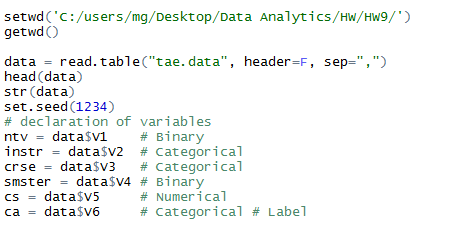 setwd('C:/users/mg/Desktop/Data Analytics/HW/HW9/')
getwd()
data = read.table("tae.data", header=F, sep=",")
head(data)
str(data)
set.seed(1234)
# declaration of variables
ntv = data$V1    # Binary
instr = data$V2  # Categorical
crse = data$V3   # Categorical
smster = data$V4 # Binary
cs = data$V5     # Numerical
ca = data$V6     # Categorical # Label